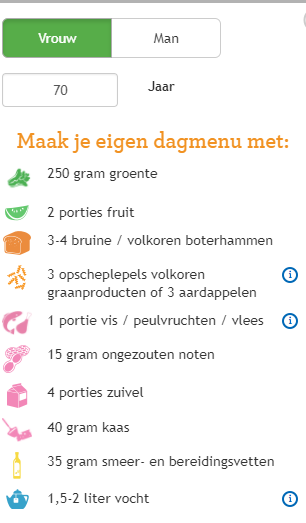 Vrouw Man
70 Jaar
Maak je eigen dagmenu met:
250 gram groente
2 porties fruit
3-4 bruine / volkoren boterhammen
3 opscheplepels volkoren
graanproducten of 3 aardappelen
1 portie vis / peulvruchten / vlees
15 gram ongezouten noten
4 porties zuivel
40 gram kaas
35 gram smeer- en bereidingsvetten
1,5-2 liter vocht